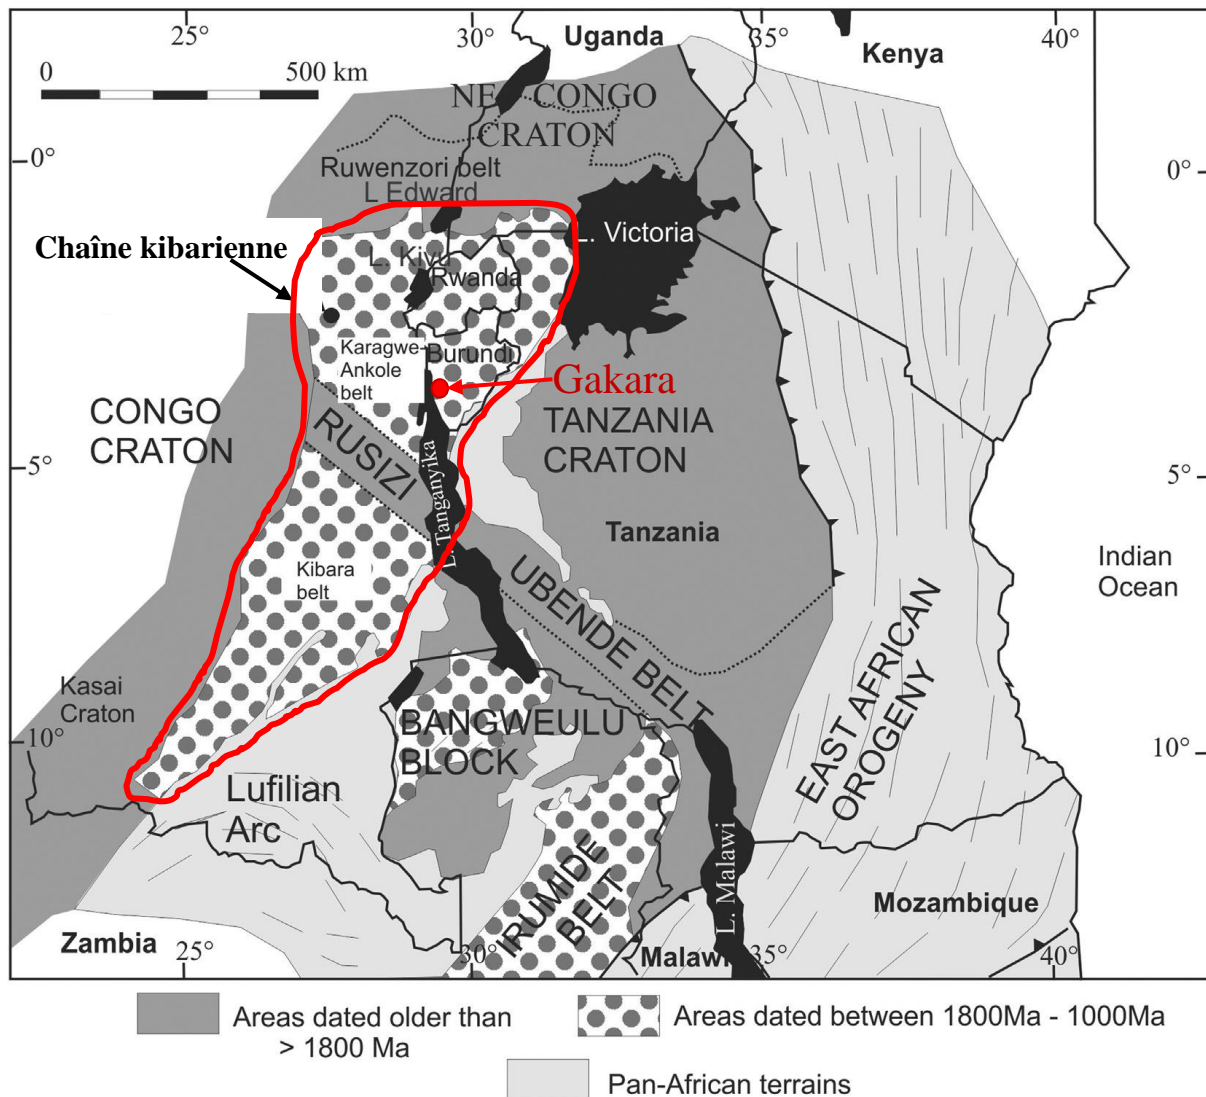 25°
30°
35°
40°
Uganda
Kenya
0
500 km
NE CONGO
CRATON
0°
0°
Ruwenzori belt
L Edward
Chaîne kibarienne
L. Victoria
L. Kivu
Rwanda
Karagwe-
Ankole
belt
Burundi
Gakara
CONGO
CRATON
TANZANIA
CRATON
RUSIZI
5°
5°
L. Tanganyika
Tanzania
Kibara
belt
UBENDE BELT
Indian
Ocean
EAST AFRICAN
OROGENY
Kasai
Craton
10°
10°
BANGWEULU
BLOCK
Lufilian
Arc
IRUMIDE
BELT
L. Malawi
Mozambique
Zambia
Malawi
25°
30°
35°
40°
Areas dated older than
> 1800 Ma
Areas dated between 1800Ma - 1000Ma
Pan-African terrains